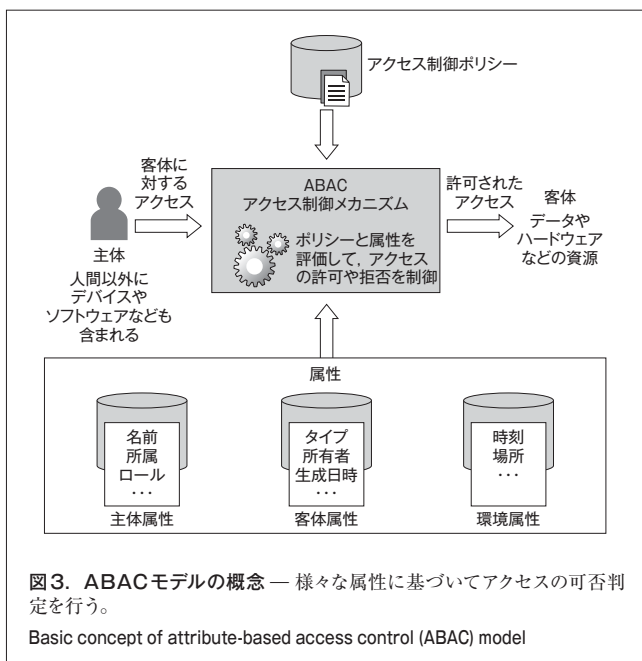 アクセス制御ポリシー
客体に
対する
アクセス
主体
人間以外に
デバイスや
ソフトウェアなども
含まれる
ABAC
アクセス制御メカニズム
ポリシーと属性を
評価して，アクセス
の許可や拒否を制御
許可された
アクセス
客体
データや
ハードウェア
などの資源
属性
名前
所属
ロール
・・・
主体属性
タイプ
所有者
生成日時
・・・
客体属性
時刻
場所
・・・
環境属性
図3．ABACモデルの概念 — 様々な属性に基づいてアクセスの可否判
定を行う。
Basic concept of attribute-based access control (ABAC) model